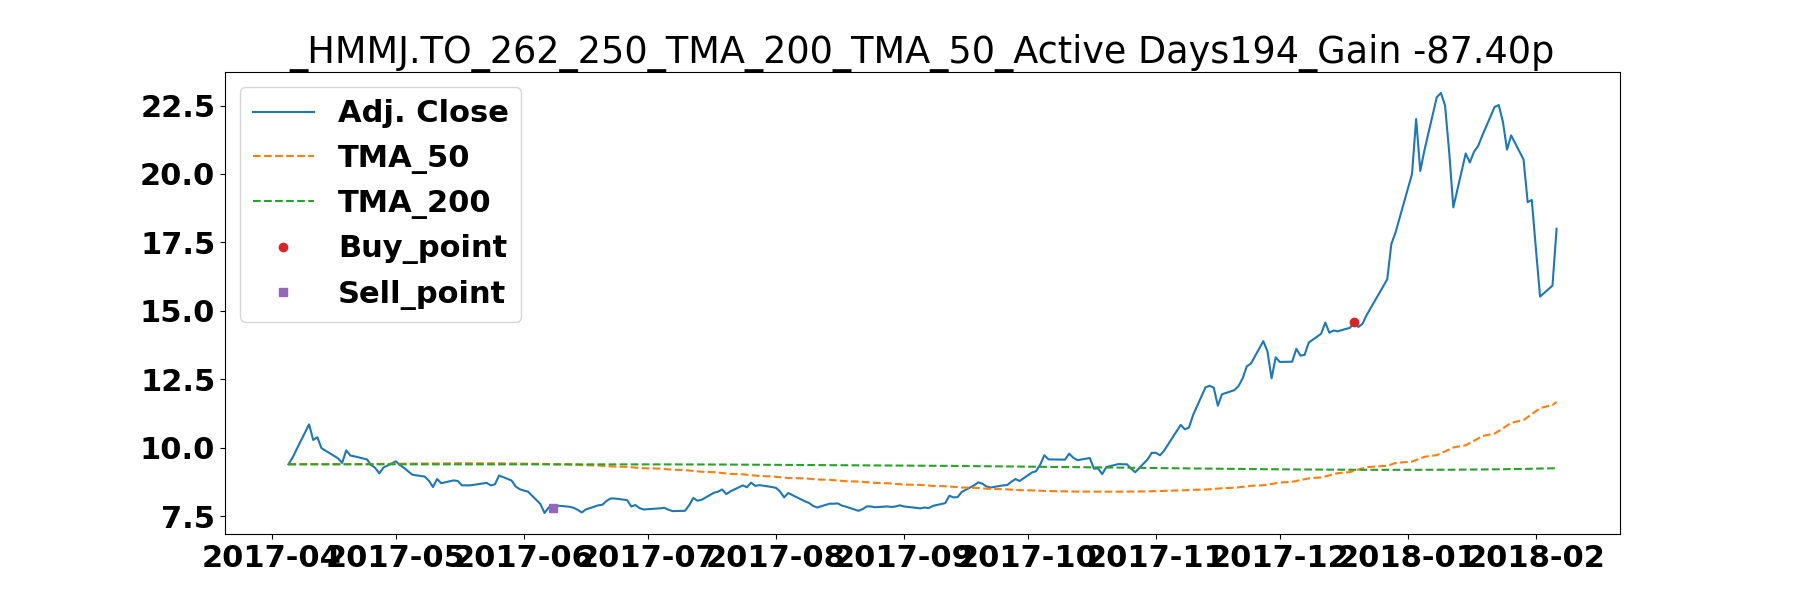 _HMMJ.TO_262_250_TMA_200_TMA_50_Active Days194_Gain -87.40p
22.5
20.0
17.5
15.0
12.5
10.0
7.5
Adj. Close
TMA_50
TMA_200
Buy_point
Sell_point
2017-04 2017-05 2017-06 2017-07 2017-08 2017-09 2017-10 2017-11 2017-12 2018-01 2018-02